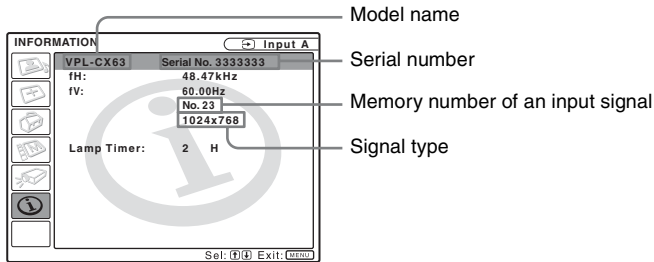 Model name
INFORMATION
Input A
VPL-CX63 Serial No. 3333333
Serial number
fH: 48.47kHz
fV: 60.00Hz
No. 23
Memory number of an input signal
1024x768
Signal type
Lamp Timer: 2 H
Sel: Exit: MENU